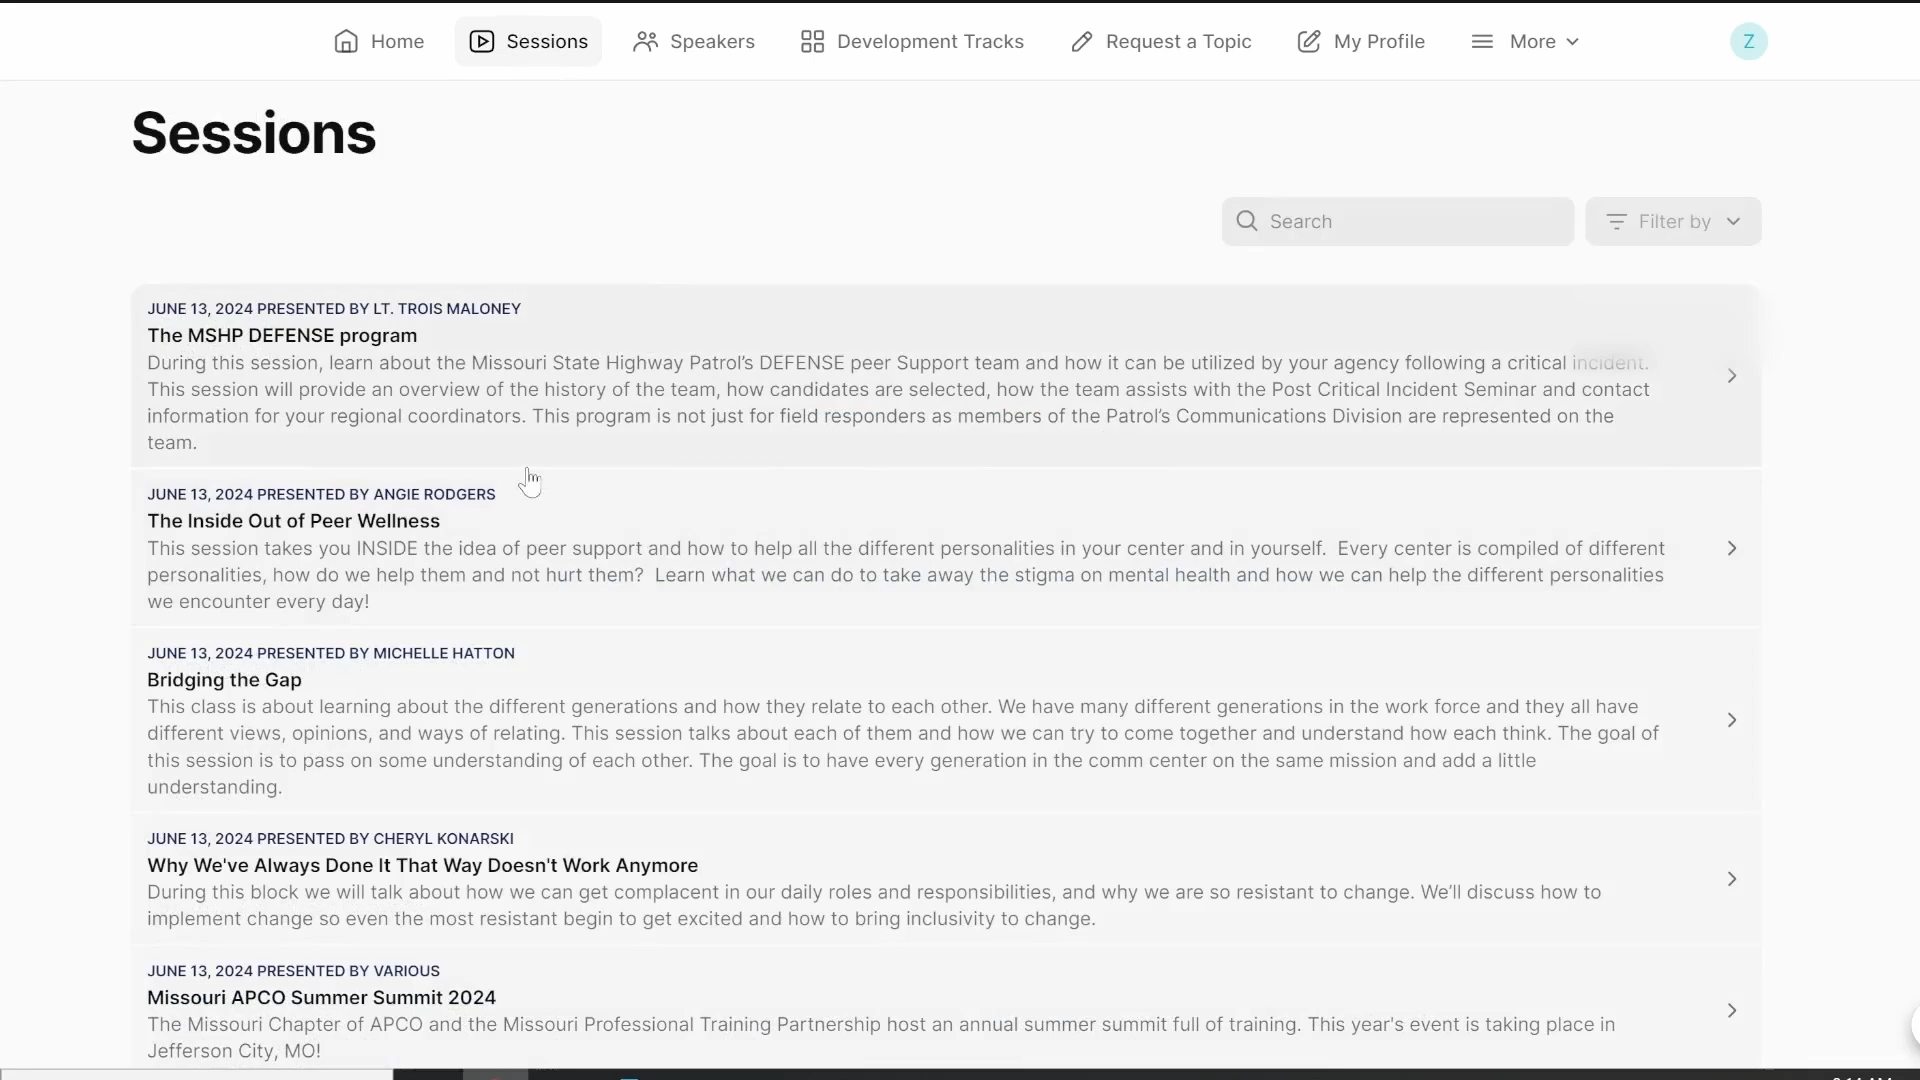 Home
Sessions
Speakers
Development Tracks
Request a Topic
My Profile
More
Z
Sessions
Search
Filter by
JUNE 13, 2024 PRESENTED BY LT. TROIS MALONEY
The MSHP DEFENSE program
During this session, learn about the Missouri State Highway Patrol’s DEFENSE peer Support team and how it can be utilized by your agency following a critical incident.
This session will provide an overview of the history of the team, how candidates are selected, how the team assists with the Post Critical Incident Seminar and contact
information for your regional coordinators. This program is not just for field responders as members of the Patrol’s Communications Division are represented on the
team.
JUNE 13, 2024 PRESENTED BY ANGIE RODGERS
The Inside Out of Peer Wellness
This session takes you INSIDE the idea of peer support and how to help all the different personalities in your center and in yourself.  Every center is compiled of different
personalities, how do we help them and not hurt them?  Learn what we can do to take away the stigma on mental health and how we can help the different personalities
we encounter every day!
JUNE 13, 2024 PRESENTED BY MICHELLE HATTON
Bridging the Gap
This class is about learning about the different generations and how they relate to each other. We have many different generations in the work force and they all have
different views, opinions, and ways of relating. This session talks about each of them and how we can try to come together and understand how each think. The goal of
this session is to pass on some understanding of each other. The goal is to have every generation in the comm center on the same mission and add a little
understanding.
JUNE 13, 2024 PRESENTED BY CHERYL KONARSKI
Why We've Always Done It That Way Doesn't Work Anymore
During this block we will talk about how we can get complacent in our daily roles and responsibilities, and why we are so resistant to change. We’ll discuss how to
implement change so even the most resistant begin to get excited and how to bring inclusivity to change.
JUNE 13, 2024 PRESENTED BY VARIOUS
Missouri APCO Summer Summit 2024
The Missouri Chapter of APCO and the Missouri Professional Training Partnership host an annual summer summit full of training. This year's event is taking place in
Jefferson City, MO!